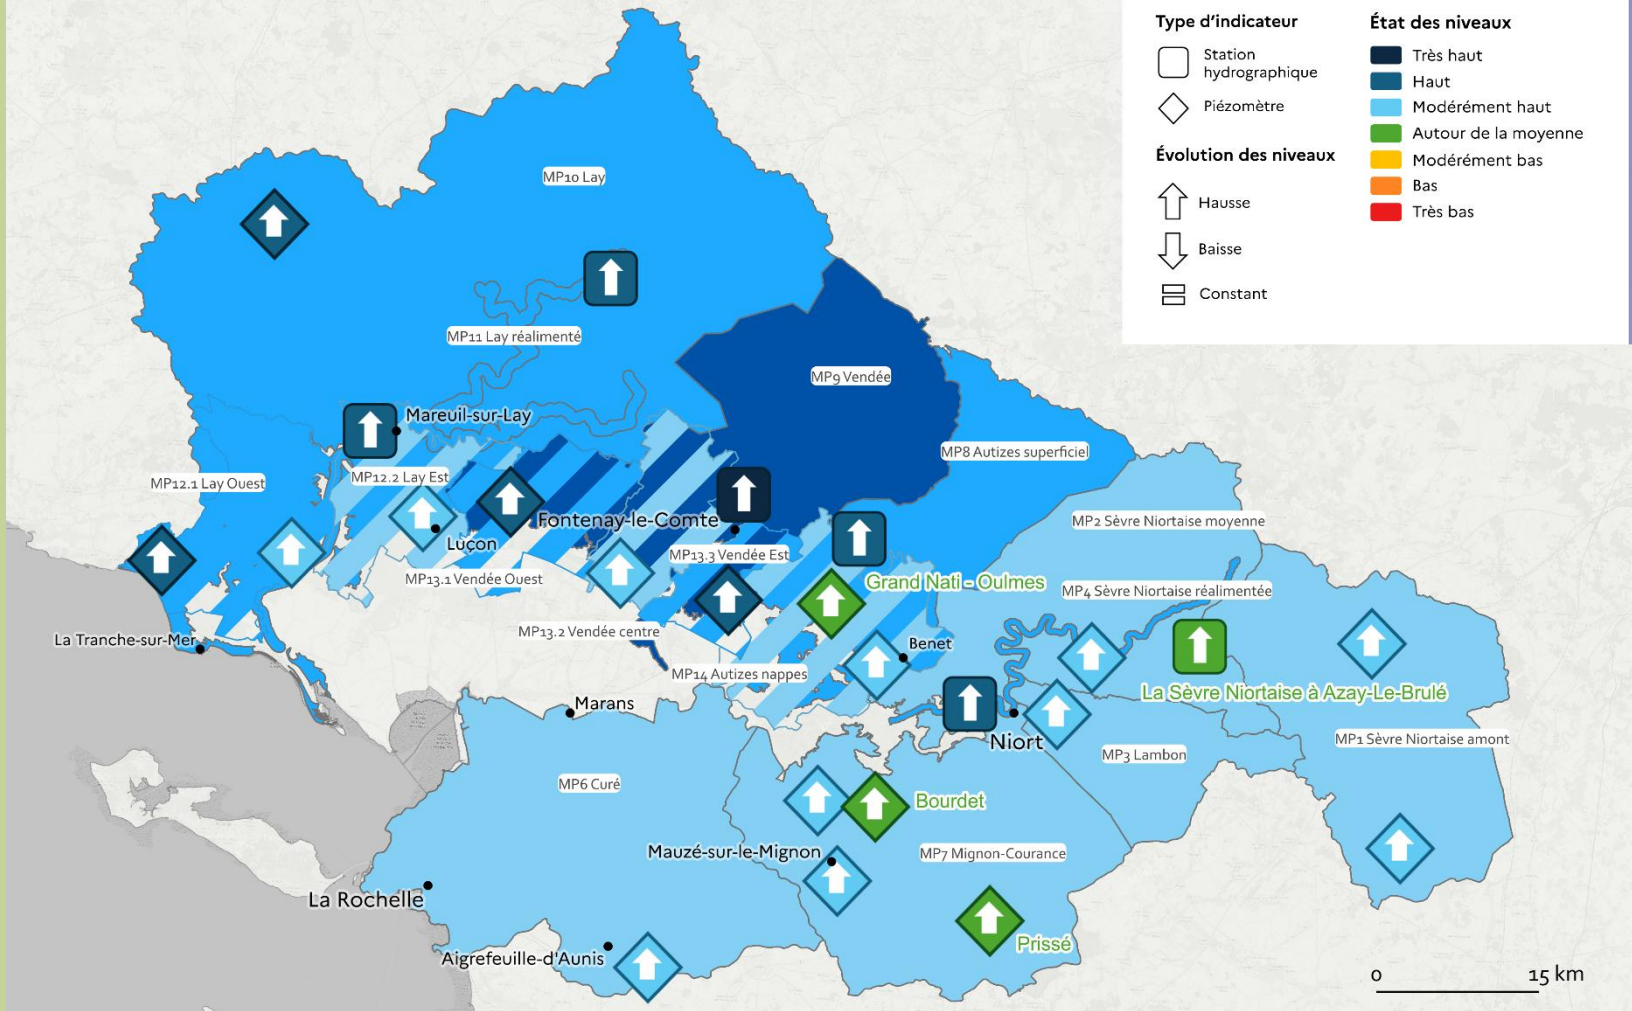 Type d'indicateur
Station
hydrographique
Piézomètre
Évolution des niveaux
Hausse
Baisse
Constant
État des niveaux
Très haut
Haut
Modérément haut
Autour de la moyenne
Modérément bas
Bas
Très bas
MP10 Lay
MP11 Lay réalimenté
MP9 Vendée
Mareuil-sur-Lay
MP8 Autizes superficiel
MP12.1 Lay Ouest
MP12.2 Lay Est
Fontenay-le-Comte
MP2 Sèvre Niortaise moyenne
Luçon
MP13.3 Vendée Est
MP13.1 Vendée Ouest
Grand Nati - Oulmes
MP4 Sèvre Niortaise réalimentée
MP13.2 Vendée centre
La Tranche-sur-Mer
Benet
MP14 Autizes nappes
La Sèvre Niortaise à Azay-Le-Brulé
Marans
Niort
MP1 Sèvre Niortaise amont
MP3 Lambon
MP6 Curé
Bourdet
Mauzé-sur-le-Mignon
MP7 Mignon-Courance
La Rochelle
Prissé
Aigrefeuille-d'Aunis
0 15 km